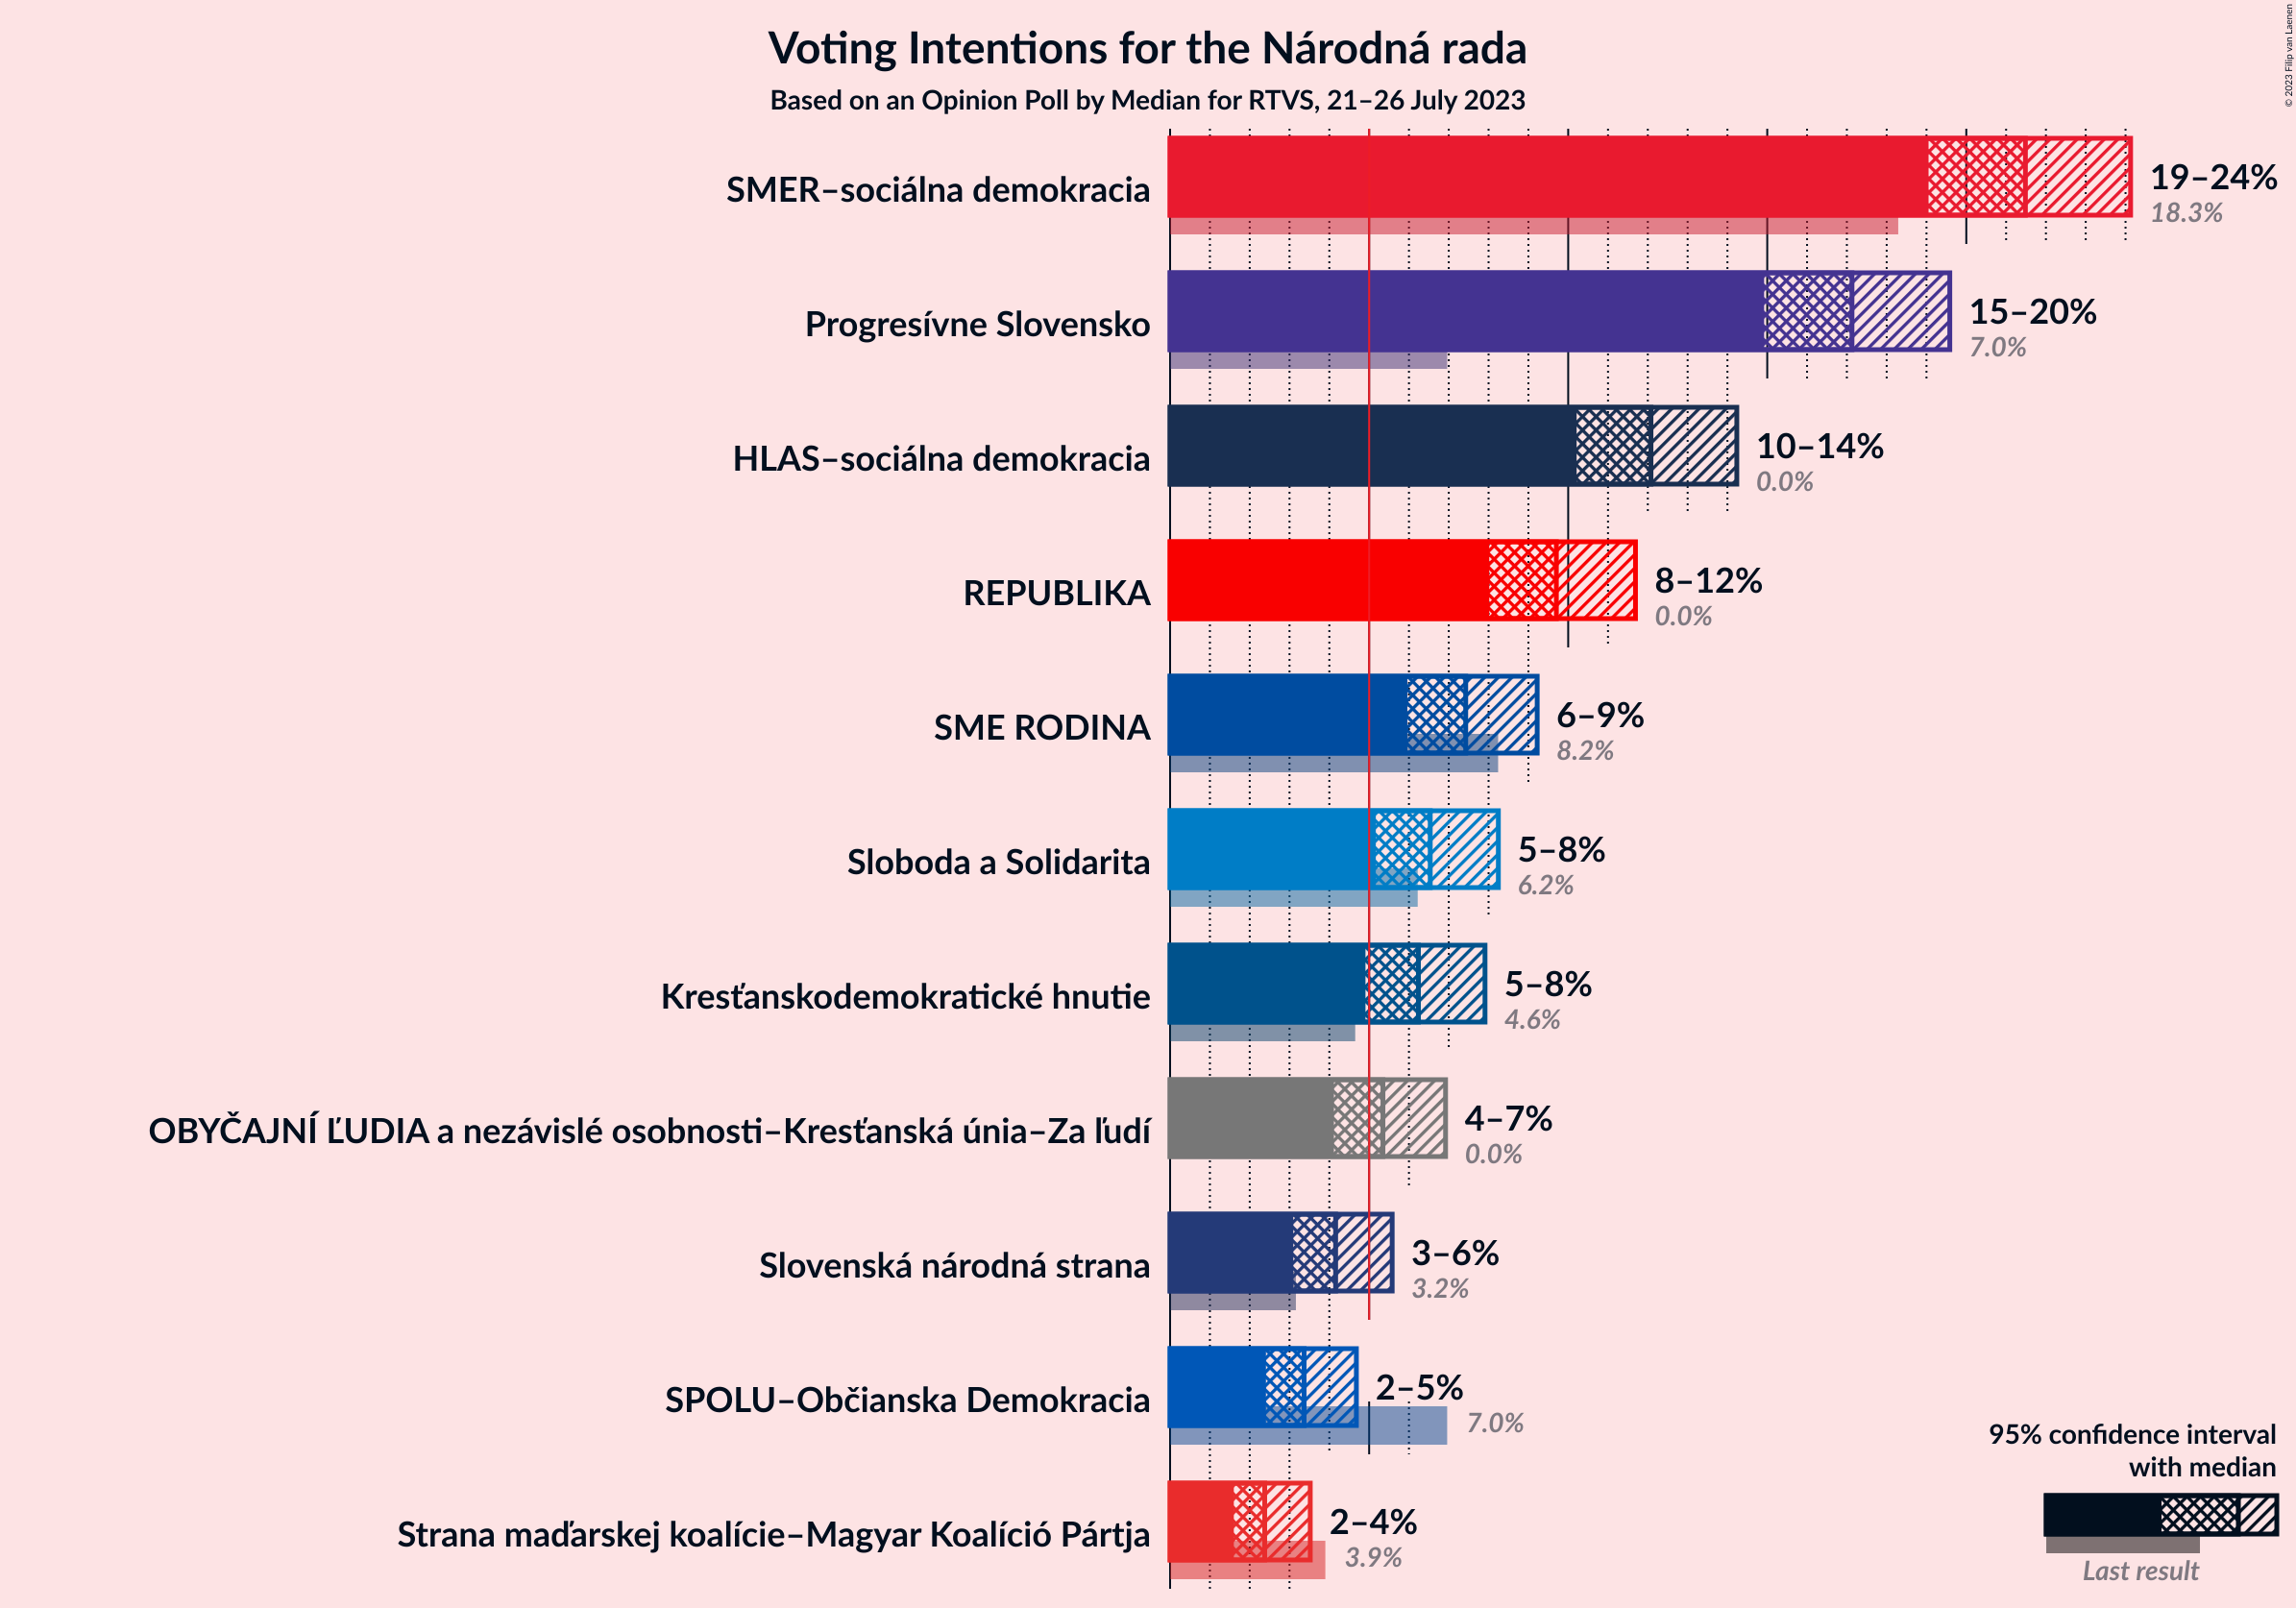 Voting Intentions for the Národná rada
Based on an Opinion Poll by Median for RTVS, 21–26 July 2023
© 2023 Filip van Laenen
SMER–sociálna demokracia
19–24%
18.3%
Progresívne Slovensko
15–20%
7.0%
HLAS–sociálna demokracia
10–14%
0.0%
REPUBLIKA
8–12%
0.0%
SME RODINA
6–9%
8.2%
Sloboda a Solidarita
5–8%
6.2%
Kresťanskodemokratické hnutie
5–8%
4.6%
OBYČAJNÍ ĽUDIA a nezávislé osobnosti–Kresťanská únia–Za ľudí
4–7%
0.0%
Slovenská národná strana
3–6%
3.2%
SPOLU–Občianska Demokracia
2–5%
7.0%
Strana maďarskej koalície–Magyar Koalíció Pártja
2–4%
3.9%
95% confidence interval
with median
Last result